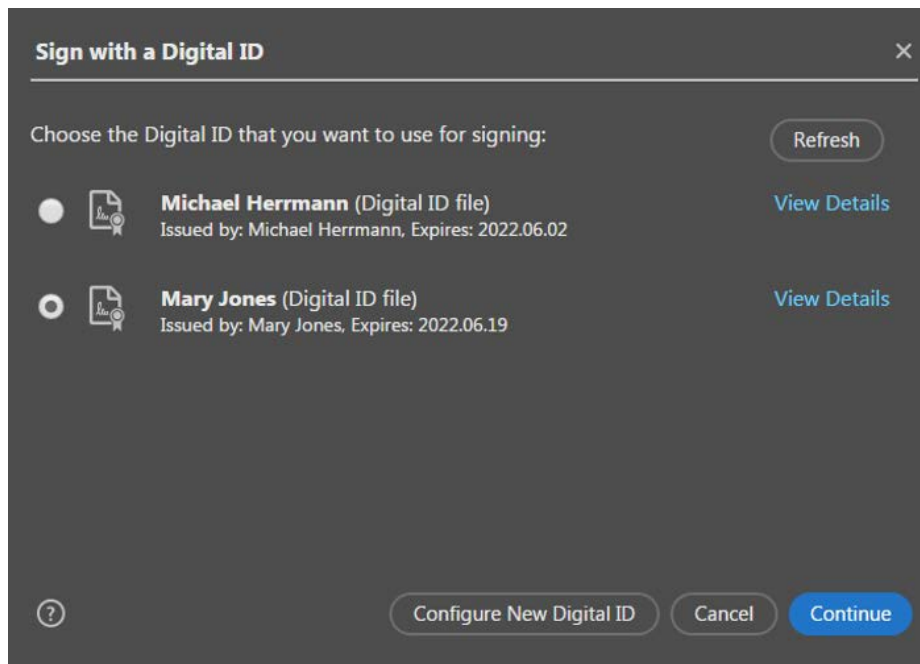 Sign with a Digital ID
Choose the Digital ID that you want to use for signing:
Refresh
Michael Herrmann (Digital ID file)
View Details
Issued by: Michael Herrmann, Expires: 2022.06.02
Mary Jones (Digital ID file)
View Details
Issued by: Mary Jones, Expires: 2022.06.19
?
Configure New Digital ID
Cancel
Continue